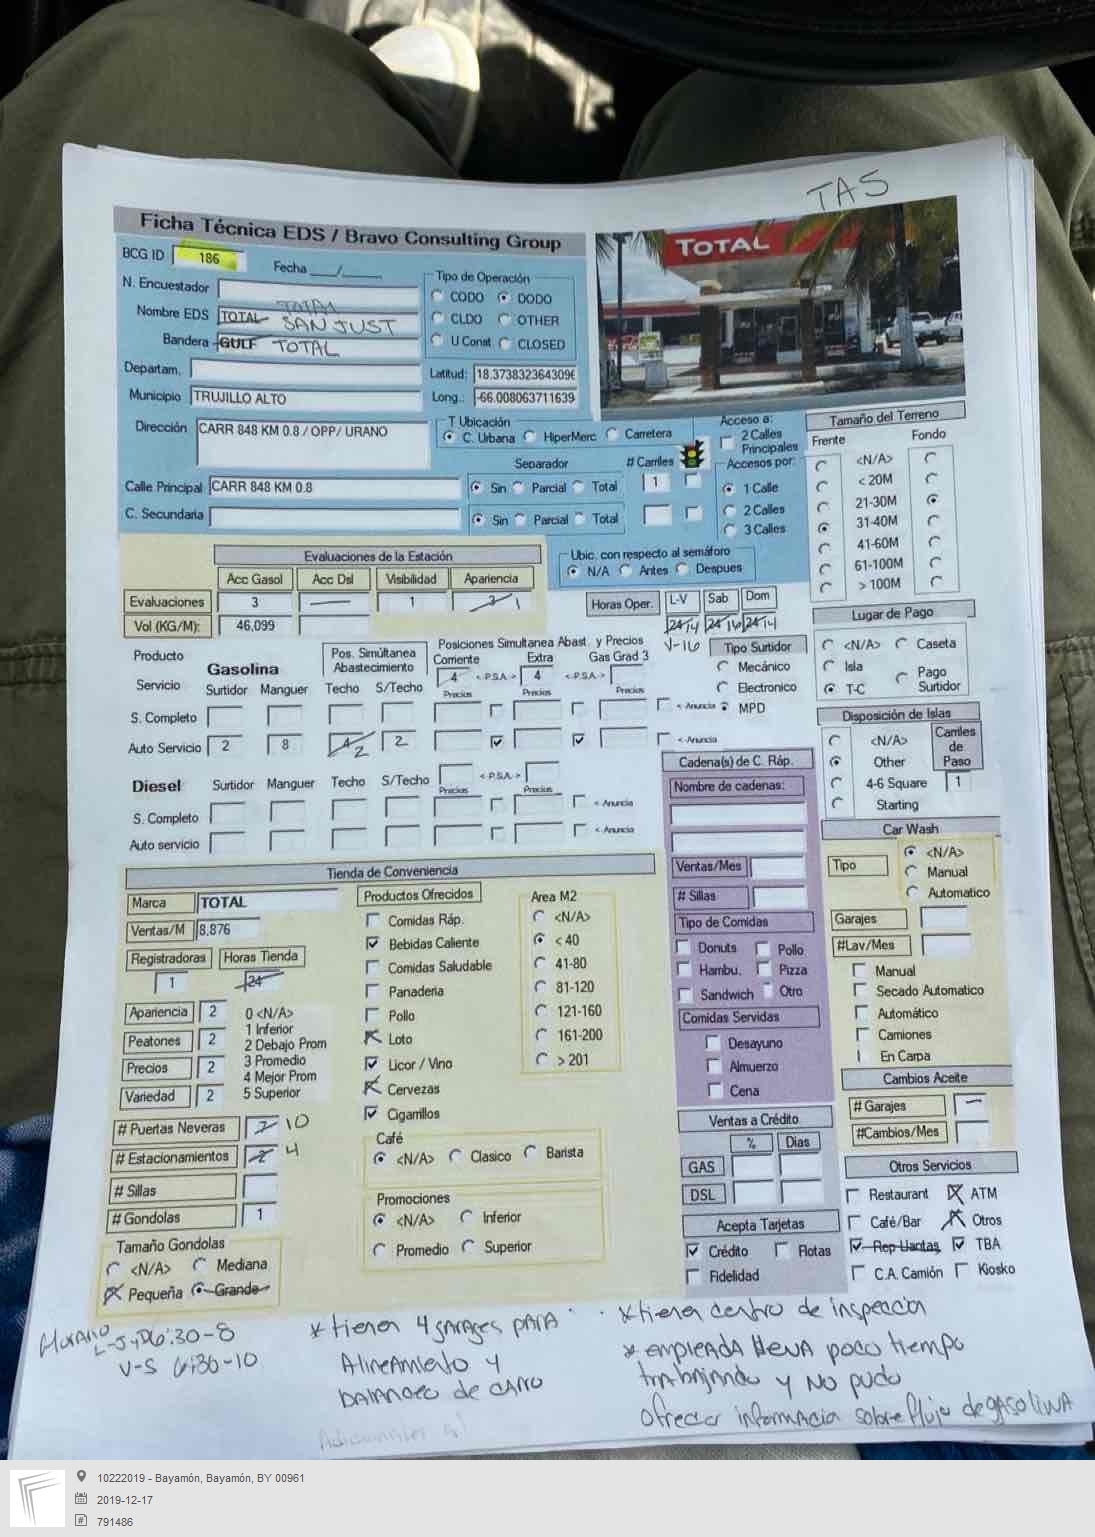 TAS
Ficha Técnica EDS / Bravo Consulting Group
TOTAL
BCG ID 186 Fecha ___/___
N. Encuestador
Nombre EDS TOTAL TOTAL SAN JUST
Bandera GULF TOTAL
Departam.
Municipio TRUJILLO ALTO
Tipo de Operación
CODO DODO
CLDO OTHER
U Const CLOSED
Latitud: 18.3738323643096
Long.: -66.008063711639
Dirección CARR 848 KM 0.8 / OPP/ URANO
T Ubicación
C. Urbana HiperMerc Carretera
Separador # Carriles
Calle Principal CARR 848 KM 0.8 Sin Parcial Total 1
C. Secundaria Sin Parcial Total
Acceso a:
2 Calles Principales
Accesos por:
1 Calle
2 Calles
3 Calles
Ubic. con respecto al semáforo
N/A Antes Despues
Tamaño del Terreno
Frente Fondo
<N/A>
< 20M
21-30M
31-40M
41-60M
61-100M
> 100M
Evaluaciones de la Estación
Acc Gasol Acc Dsl Visibilidad Apariencia
Evaluaciones 3 — 1 3 1
Vol (KG/M): 46,099
Horas Oper. L-V Sab Dom
24 14 24 16 24 14
V-16
Lugar de Pago
<N/A> Caseta
Isla Pago Surtidor
T-C
Producto Gasolina
Pos. Simúltanea Abastecimiento
Posiciones Simultanea Abast. y Precios
Corriente Extra Gas Grad 3
4 <-P.S.A-> 4 <-P.S.A->
Precios Precios Precios
Servicio Surtidor Manguer Techo S/Techo
S. Completo <- Anuncia
Auto Servicio 2 8 4 2 2 <- Anuncia
Tipo Surtidor
Mecánico
Electronico
MPD
Disposición de Islas
<N/A>
Other
4-6 Square
Starting
Carriles de Paso
1
Diesel Surtidor Manguer Techo S/Techo <-P.S.A->
Precios Precios
S. Completo <- Anuncia
Auto servicio <- Anuncia
Cadena(s) de C. Ráp.
Nombre de cadenas:
Ventas/Mes
# Sillas
Tipo de Comidas
Donuts Pollo
Hambu. Pizza
Sandwich Otro
Comidas Servidas
Desayuno
Almuerzo
Cena
Car Wash
Tipo
<N/A>
Manual
Automatico
Garajes
#Lav/Mes
Manual
Secado Automatico
Automático
Camiones
En Carpa
Tienda de Conveniencia
Marca TOTAL
Ventas/M 8.876
Registradoras Horas Tienda
1 24
Apariencia 2
Peatones 2
Precios 2
Variedad 2
0 <N/A>
1 Inferior
2 Debajo Prom
3 Promedio
4 Mejor Prom
5 Superior
# Puertas Neveras 7 10
# Estacionamientos 2 4
# Sillas
# Gondolas 1
Tamaño Gondolas
<N/A> Mediana
Pequeña Grande
Productos Ofrecidos
Comidas Ráp.
Bebidas Caliente
Comidas Saludable
Panaderia
Pollo
Loto
Licor / Vino
Cervezas
Cigarrillos
Area M2
<N/A>
< 40
41-80
81-120
121-160
161-200
> 201
Café
<N/A> Clasico Barista
Promociones
<N/A> Inferior
Promedio Superior
Ventas a Crédito
% Dias
GAS
DSL
Acepta Tarjetas
Crédito Flotas
Fidelidad
Cambios Aceite
# Garajes —
#Cambios/Mes
Otros Servicios
Restaurant ATM
Café/Bar Otros
Rep Llantas TBA
C.A. Camión Kiosko
Horario
L-J y D 6:30-8
V-S 6:30-10
* tienen 4 garages para
Alineamiento y
balanceo de carro
* tienen centro de inspeccion
* empleada lleva poco tiempo
trabajando y no pudo
ofrecer informacion sobre flujo de gasolina
10222019 - Bayamón, Bayamón, BY 00961
2019-12-17
791486